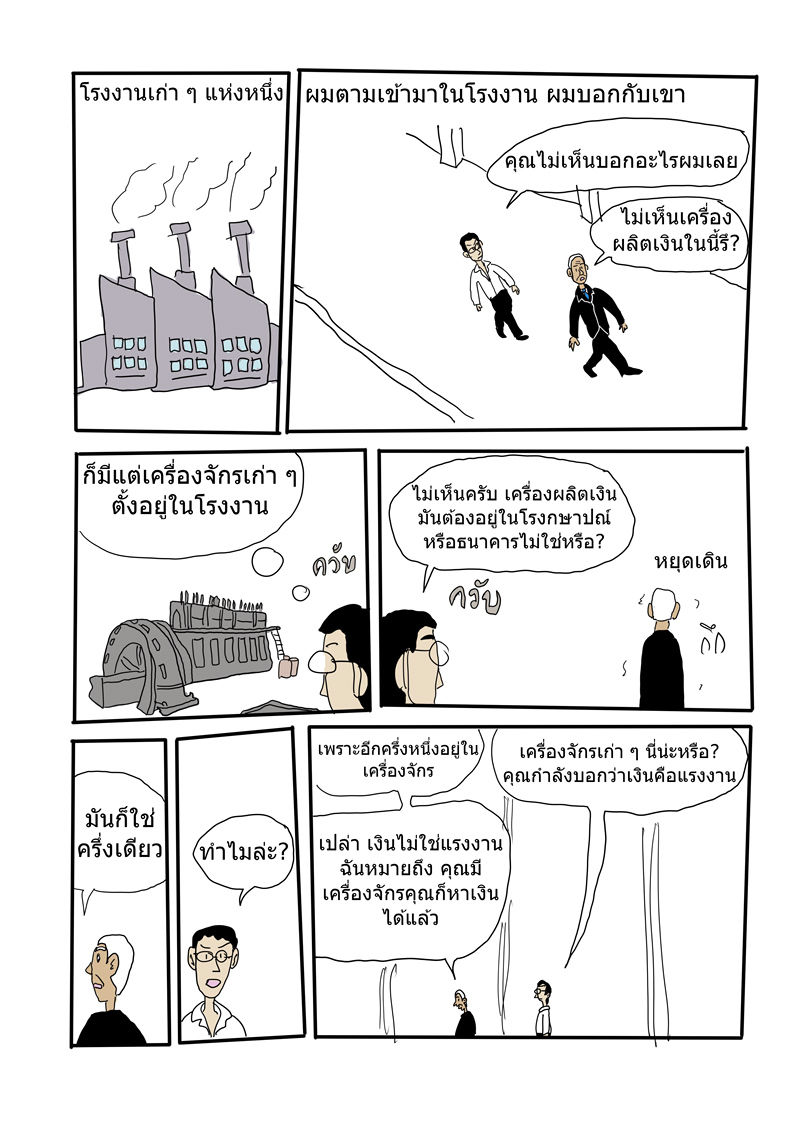 โรงงานเก่า ๆ แห่งหนึ่ง
ผมตามเข้ามาในโรงงาน ผมบอกกับเขา
คุณไม่เห็นบอกอะไรผมเลย
ไม่เห็นเครื่อง
ผลิตเงินในนี้รึ?
ก็มีแต่เครื่องจักรเก่า ๆ
ตั้งอยู่ในโรงงาน
ควับ
ไม่เห็นครับ เครื่องผลิตเงิน
มันต้องอยู่ในโรงกษาปณ์
หรือธนาคารไม่ใช่หรือ?
ควับ
หยุดเดิน
กึก
มันก็ใช่
ครึ่งเดียว
ทำไมล่ะ?
เพราะอีกครึ่งหนึ่งอยู่ใน
เครื่องจักร
เครื่องจักรเก่า ๆ นี่น่ะหรือ?
คุณกำลังบอกว่าเงินคือแรงงาน
เปล่า เงินไม่ใช่แรงงาน
ฉันหมายถึง คุณมี
เครื่องจักรคุณก็หาเงิน
ได้แล้ว